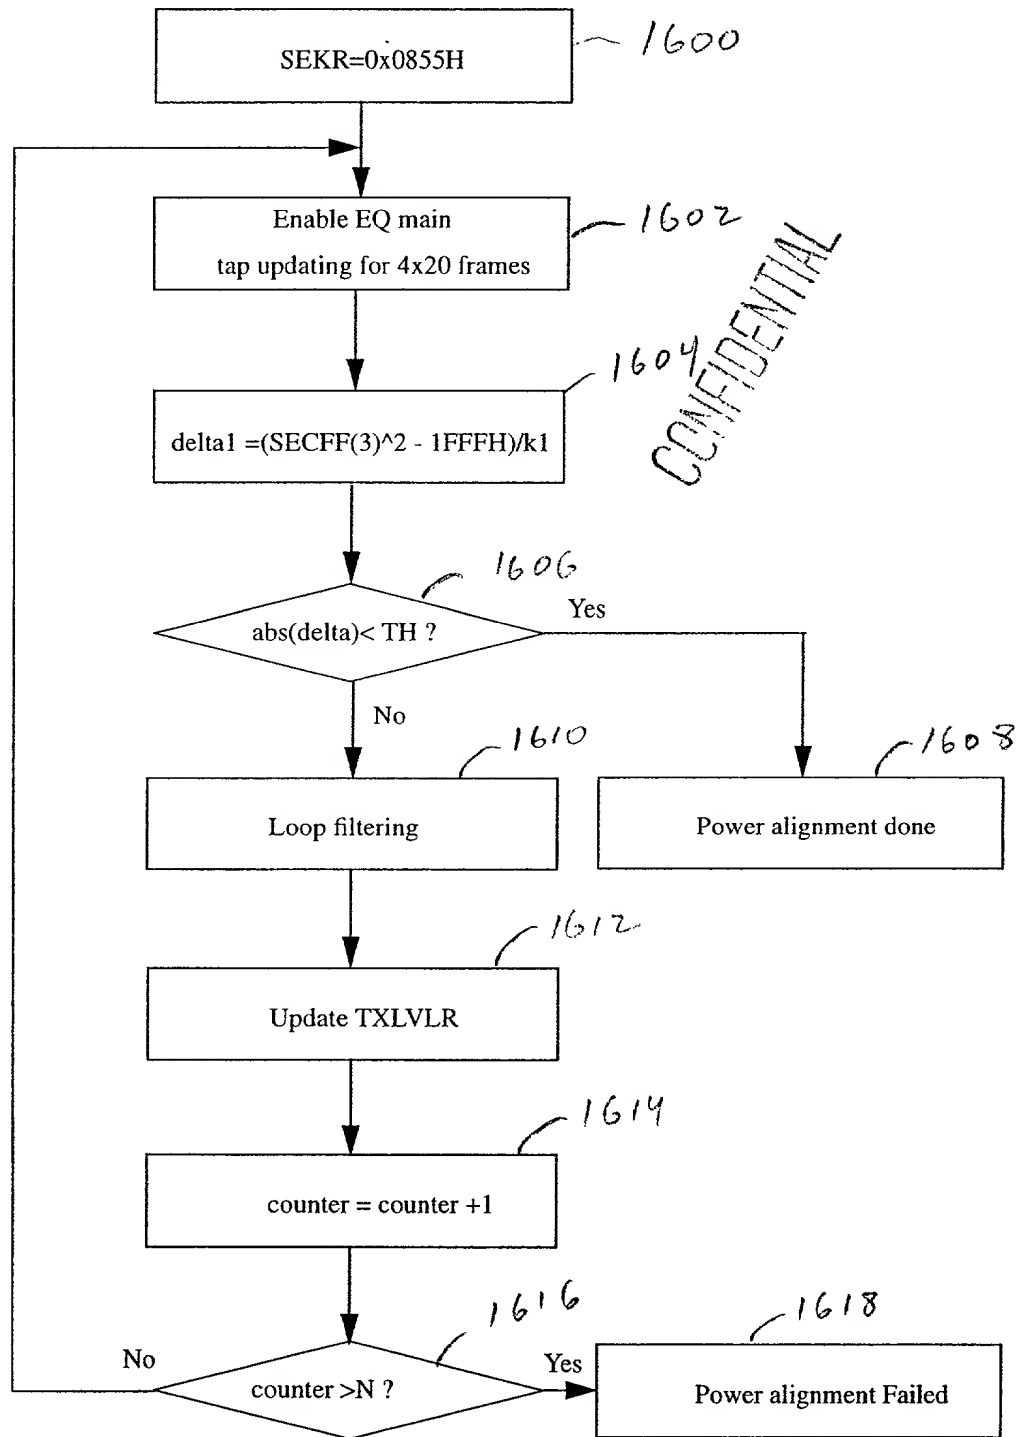 SEKR=0x0855H
1600
Enable EQ main
tap updating for 4x20 frames
1602
CONFIDENTIAL
1604
delta1 =(SECFF(3)^2 - 1FFFH)/k1
1606
abs(delta)< TH ?
Yes
No
1610
Loop filtering
1608
Power alignment done
1612
Update TXLVLR
1614
counter = counter +1
1616
counter >N ?
No
Yes
1618
Power alignment Failed